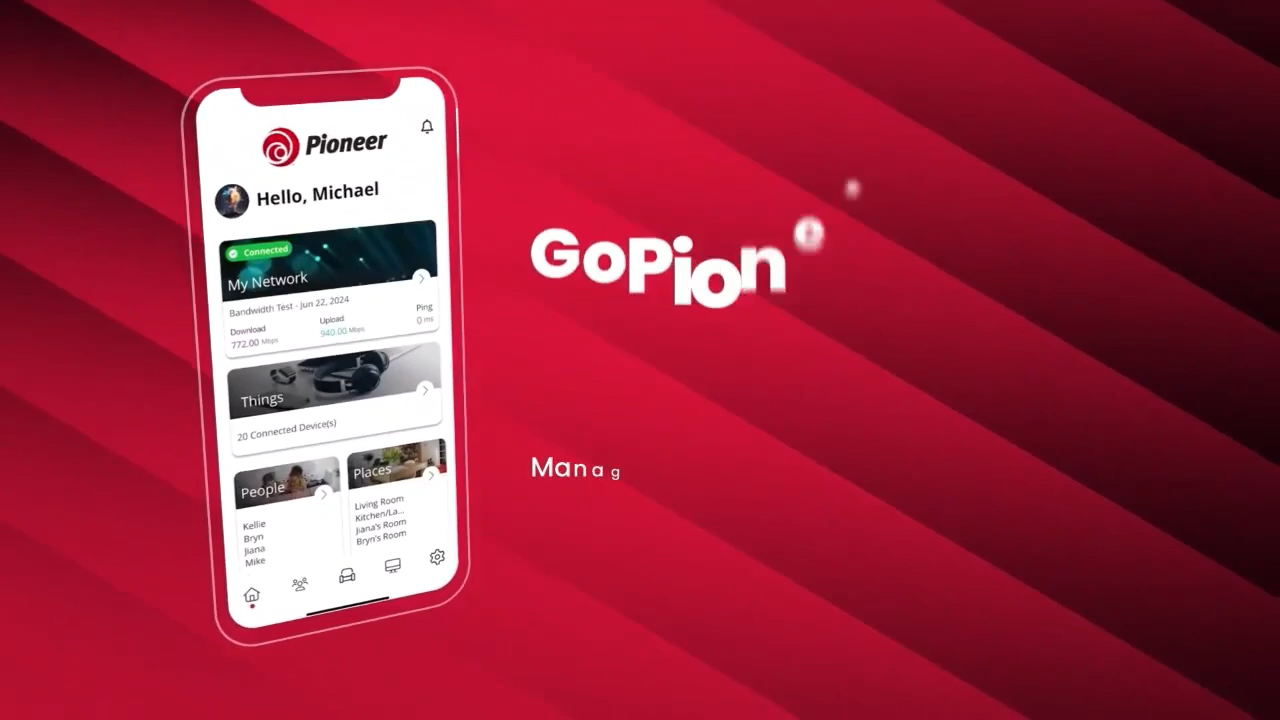 Pioneer
Hello, Michael
Connected
My Network
Bandwidth Test - Jun 22, 2024
Download
Upload
Ping
772.00 Mbps
940.00 Mbps
0 ms
Things
20 Connected Device(s)
People
Kellie
Bryn
Jiana
Mike
Places
Living Room
Kitchen/La...
Jiana's Room
Bryn's Room
GoPion
Manag